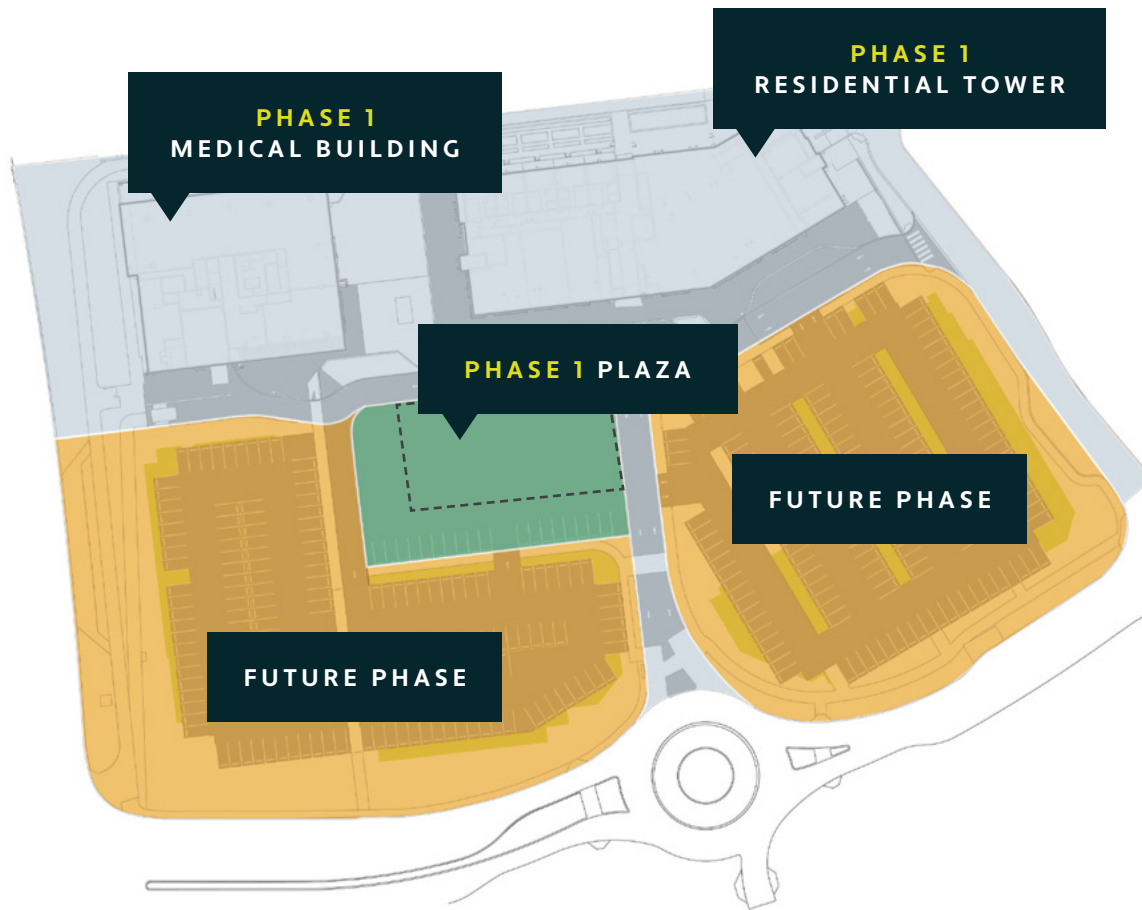 PHASE 1
RESIDENTIAL TOWER
PHASE 1
MEDICAL BUILDING
PHASE 1 PLAZA
FUTURE PHASE
FUTURE PHASE